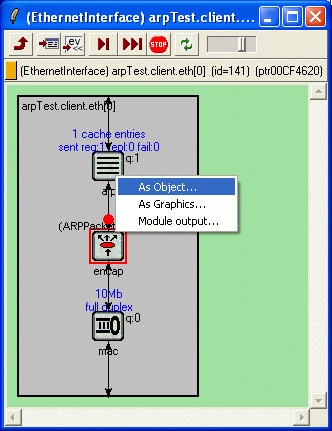 (EthernetInterface) arpTest.client....
ev<<
STOP
(EthernetInterface) arpTest.client.eth[0] (id=141) (ptr00CF4620)
arpTest.client.eth[0]
1 cache entries
sent req:1 repl:0 fail:0
q:1
As Object...
As Graphics...
Module output...
(ARPPacket
encap
10Mb
full duplex
q:0
mac